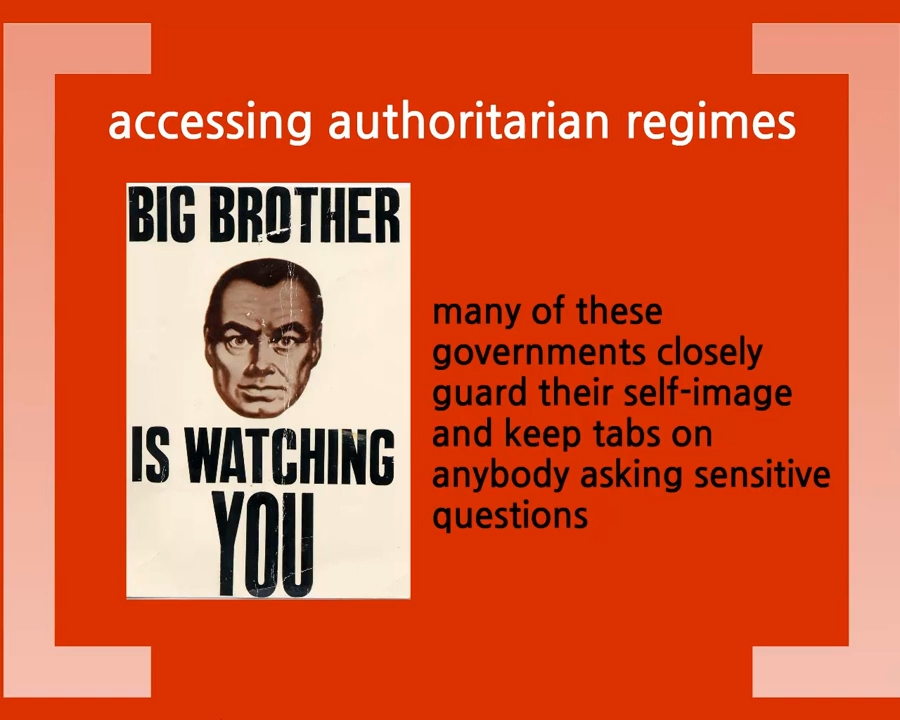 accessing authoritarian regimes
BIG BROTHER
IS WATCHING
YOU
many of these
governments closely
guard their self-image
and keep tabs on
anybody asking sensitive
questions